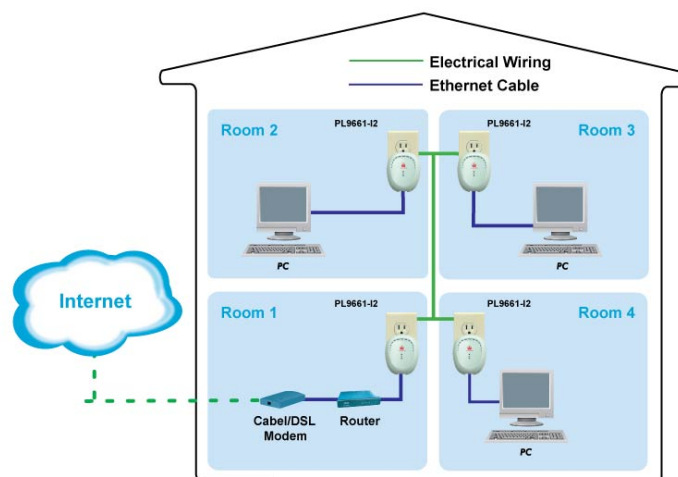 Electrical Wiring
Ethernet Cable
Room 2
PL9661-I2
PL9661-I2
Room 3
PC
PC
Internet
Room 1
PL9661-I2
PL9661-I2
Room 4
Cabel/DSL
Modem
Router
PC